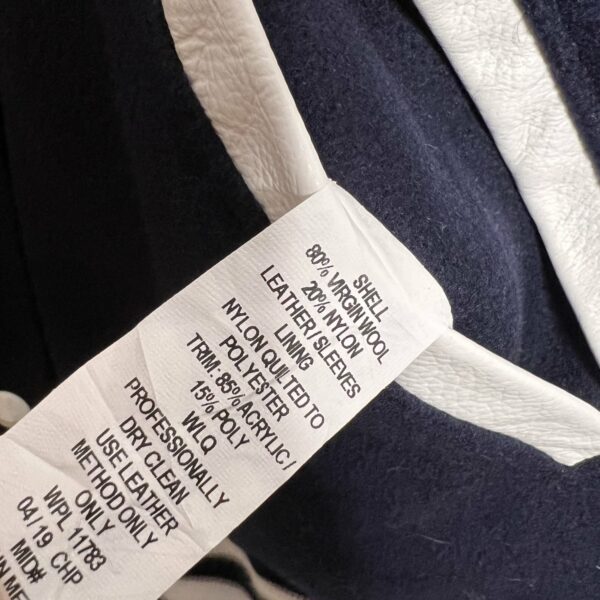 SHELL
80% VIRGIN WOOL
20% NYLON
LEATHER / SLEEVES
LINING
NYLON QUILTED TO
POLYESTER
TRIM: 85% ACRYLIC /
15% POLY
WLQ
PROFESSIONALLY
DRY CLEAN
USE LEATHER
METHOD ONLY
ONLY
WPL 11783
04/19 CHP
MID#